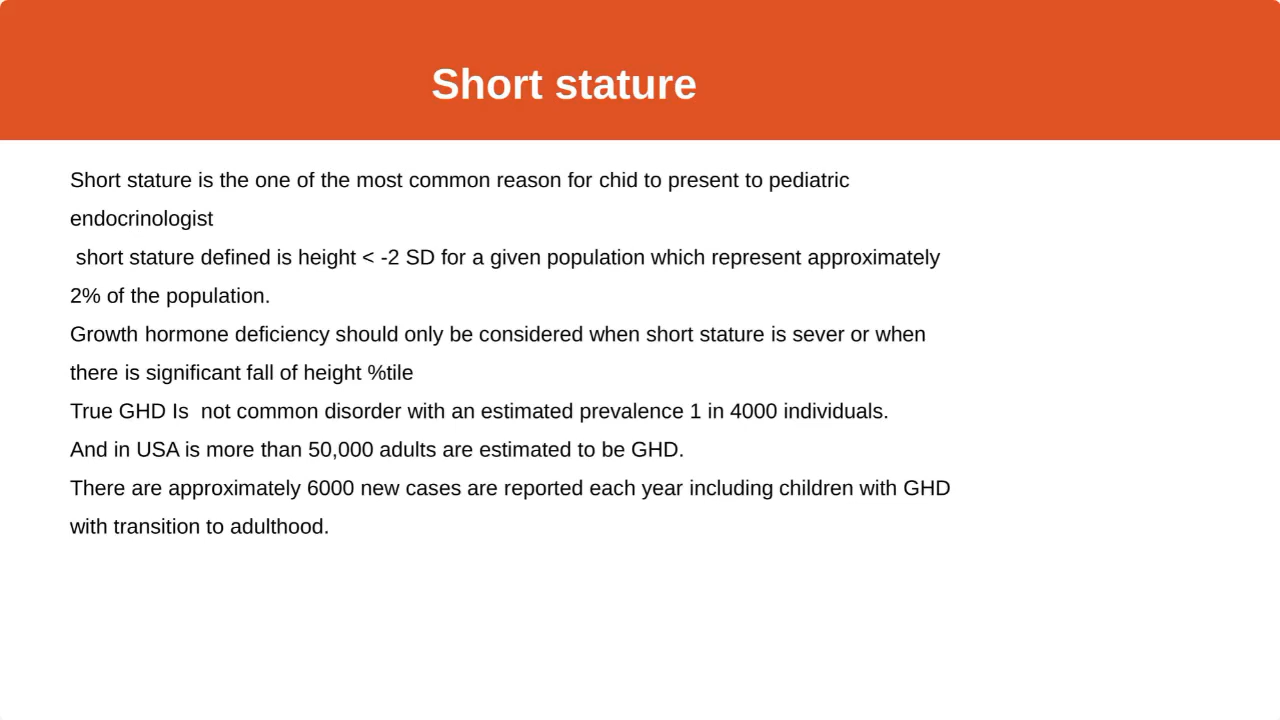 Short stature
Short stature is the one of the most common reason for chid to present to pediatric
endocrinologist
short stature defined is height < -2 SD for a given population which represent approximately
2% of the population.
Growth hormone deficiency should only be considered when short stature is sever or when
there is significant fall of height %tile
True GHD Is  not common disorder with an estimated prevalence 1 in 4000 individuals.
And in USA is more than 50,000 adults are estimated to be GHD.
There are approximately 6000 new cases are reported each year including children with GHD
with transition to adulthood.